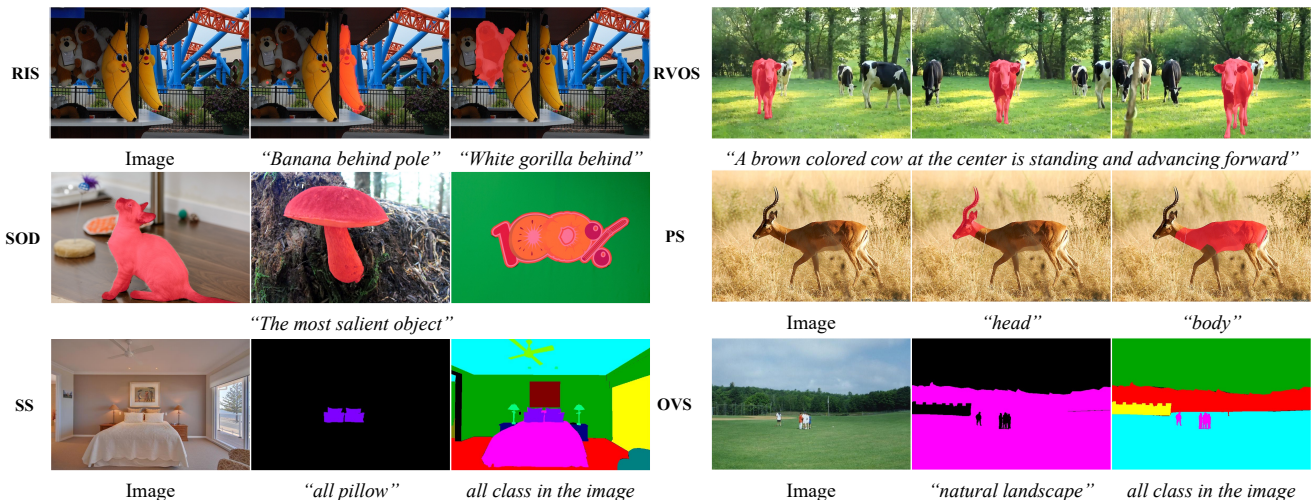 RIS
Image
“Banana behind pole”
“White gorilla behind”
RVOS
“A brown colored cow at the center is standing and advancing forward”
SOD
100%
“The most salient object”
PS
Image
“head”
“body”
SS
Image
“all pillow”
all class in the image
OVS
Image
“natural landscape”
all class in the image